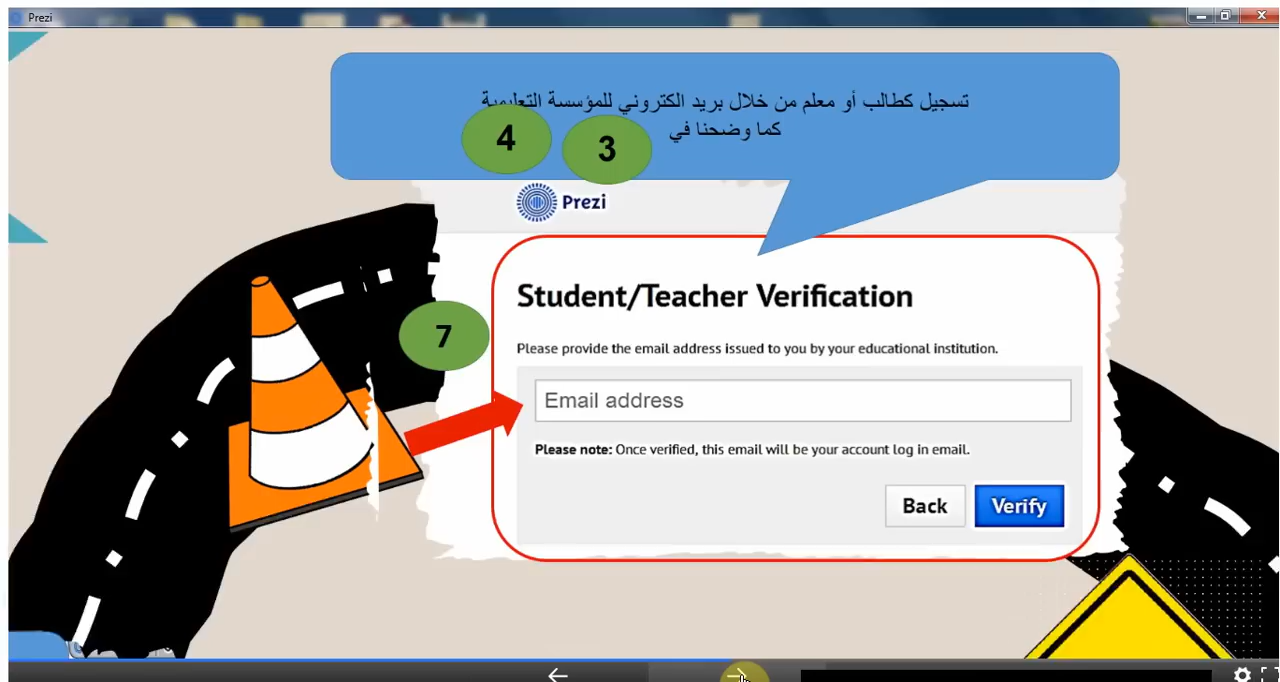 Prezi
تسجيل كطالب أو معلم من خلال بريد الكتروني للمؤسسة التعليمية
كما وضحنا في
3
4
Prezi
Student/Teacher Verification
7
Please provide the email address issued to you by your educational institution.
Email address
Please note: Once verified, this email will be your account log in email.
Back
Verify